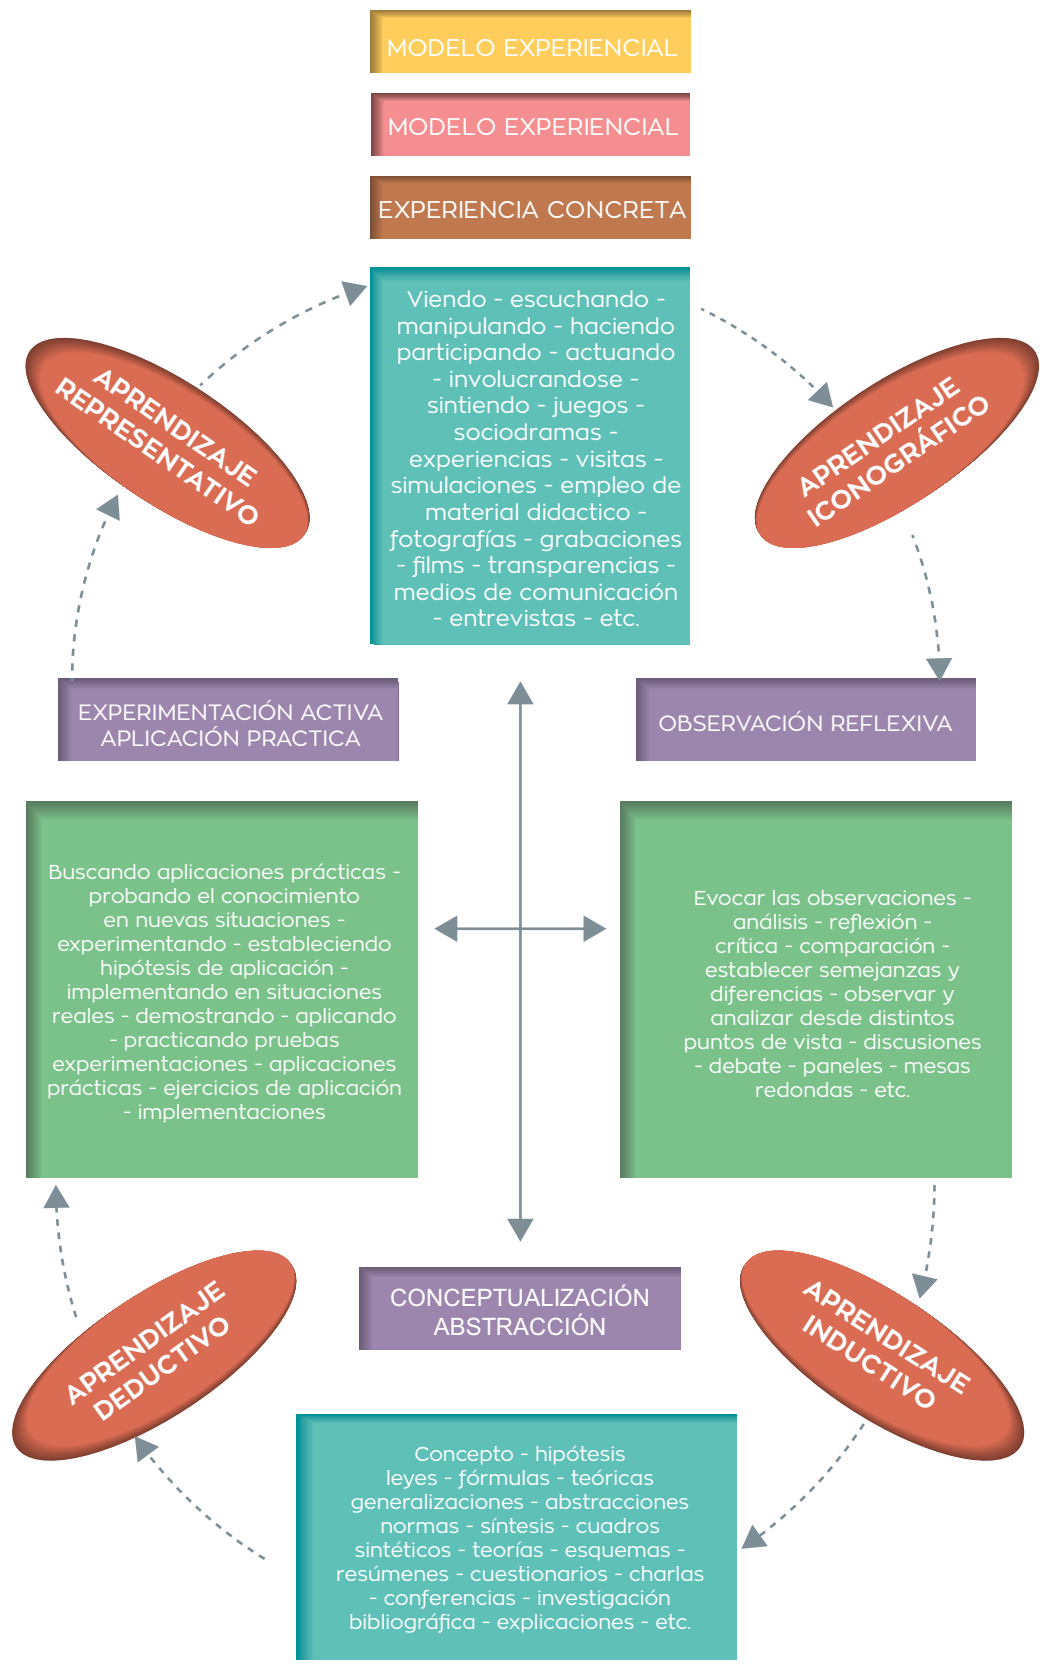 MODELO EXPERIENCIAL
MODELO EXPERIENCIAL
EXPERIENCIA CONCRETA
Viendo - escuchando -
manipulando - haciendo
participando - actuando
- involucrandose -
sintiendo - juegos -
sociodramas -
experiencias - visitas -
simulaciones - empleo de
material didactico -
fotografías - grabaciones
- films - transparencias -
medios de comunicación
- entrevistas - etc.
APRENDIZAJE
REPRESENTATIVO
APRENDIZAJE
ICONOGRÁFICO
EXPERIMENTACIÓN ACTIVA
APLICACIÓN PRACTICA
OBSERVACIÓN REFLEXIVA
Buscando aplicaciones prácticas -
probando el conocimiento
en nuevas situaciones -
experimentando - estableciendo
hipótesis de aplicación -
implementando en situaciones
reales - demostrando - aplicando
- practicando pruebas
experimentaciones - aplicaciones
prácticas - ejercicios de aplicación
- implementaciones
Evocar las observaciones -
análisis - reflexión -
crítica - comparación -
establecer semejanzas y
diferencias - observar y
analizar desde distintos
puntos de vista - discusiones
- debate - paneles - mesas
redondas - etc.
APRENDIZAJE
DEDUCTIVO
CONCEPTUALIZACIÓN
ABSTRACCIÓN
APRENDIZAJE
INDUCTIVO
Concepto - hipótesis
leyes - fórmulas - teóricas
generalizaciones - abstracciones
normas - síntesis - cuadros
sintéticos - teorías - esquemas -
resúmenes - cuestionarios - charlas
- conferencias - investigación
bibliográfica - explicaciones - etc.